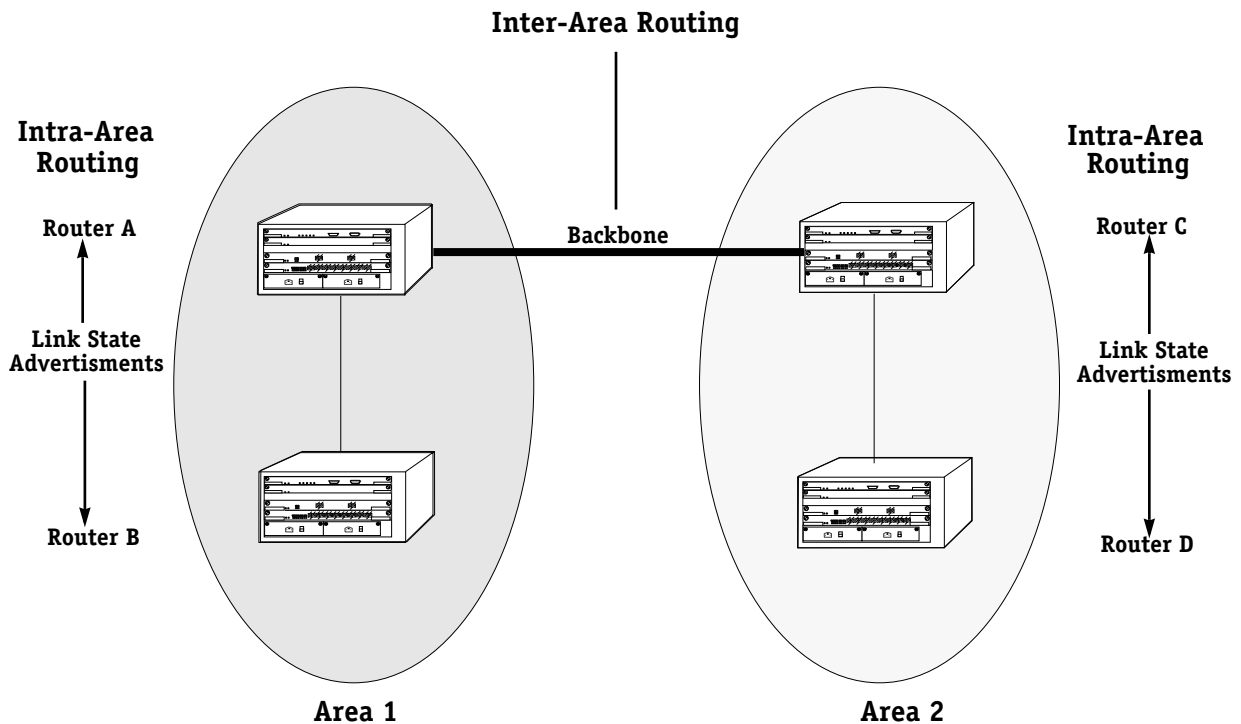 Inter-Area Routing
Intra-Area
Routing
Router A
Link State
Advertisments
Router B
Backbone
Intra-Area
Routing
Router C
Link State
Advertisments
Router D
Area 1
Area 2